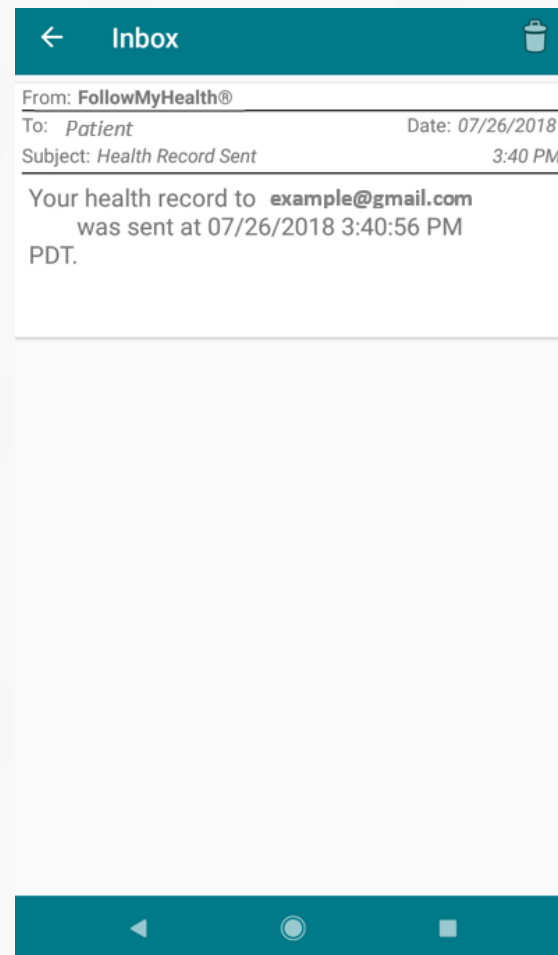 Inbox
From: FollowMyHealth®
To: Patient Date: 07/26/2018
Subject: Health Record Sent 3:40 PM
Your health record to example@gmail.com
was sent at 07/26/2018 3:40:56 PM
PDT.